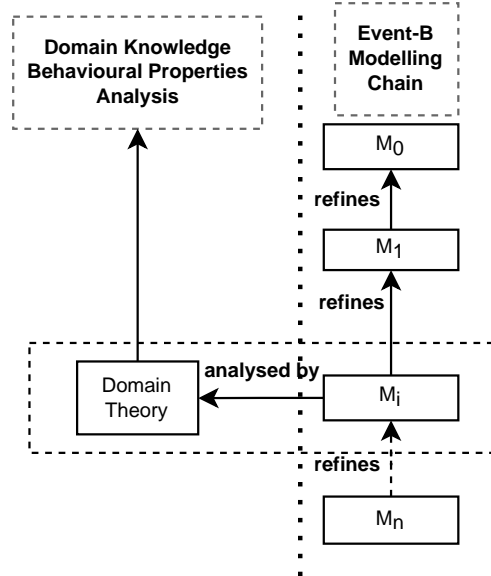 Domain Knowledge
Behavioural Properties
Analysis
Event-B
Modelling
Chain
M0
refines
M1
refines
analysed by
Domain
Theory
Mi
refines
Mn